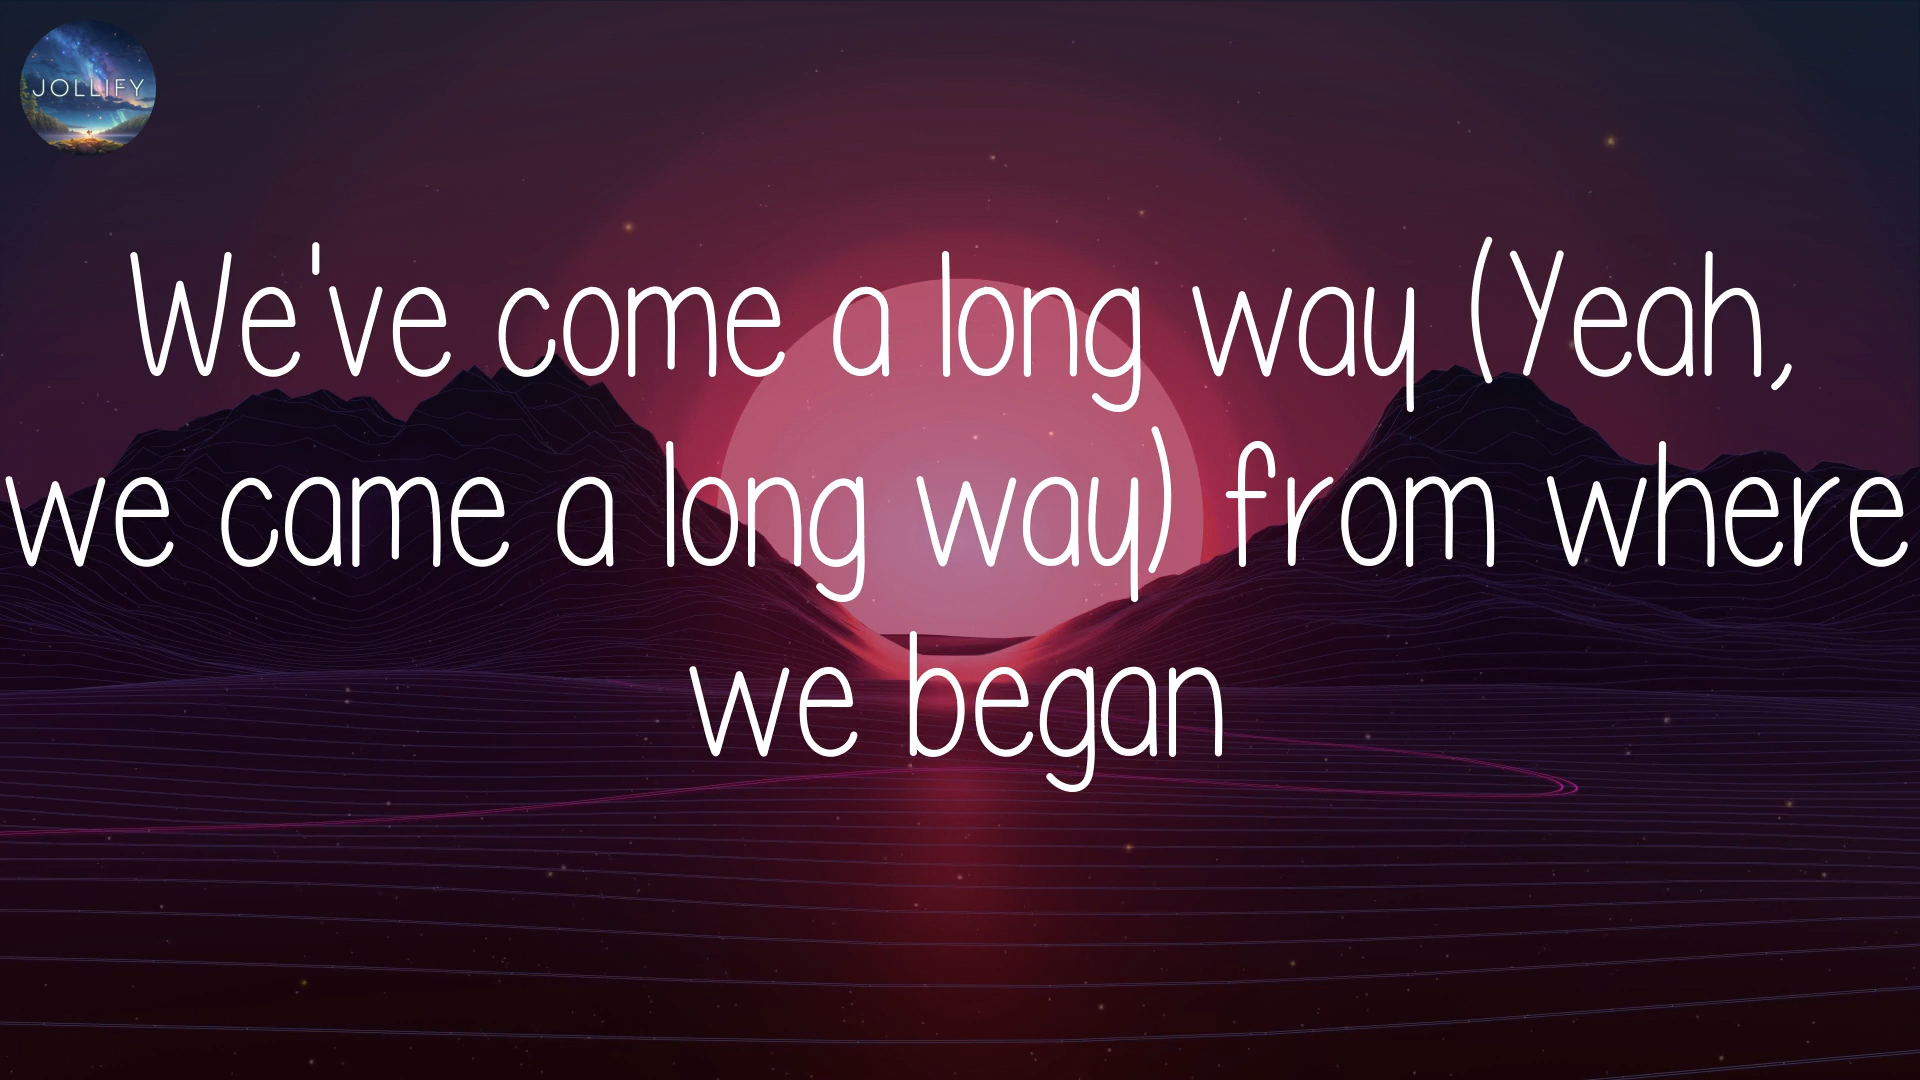 JOLLIFY
We've come a long way (Yeah,
we came a long way) from where
we began